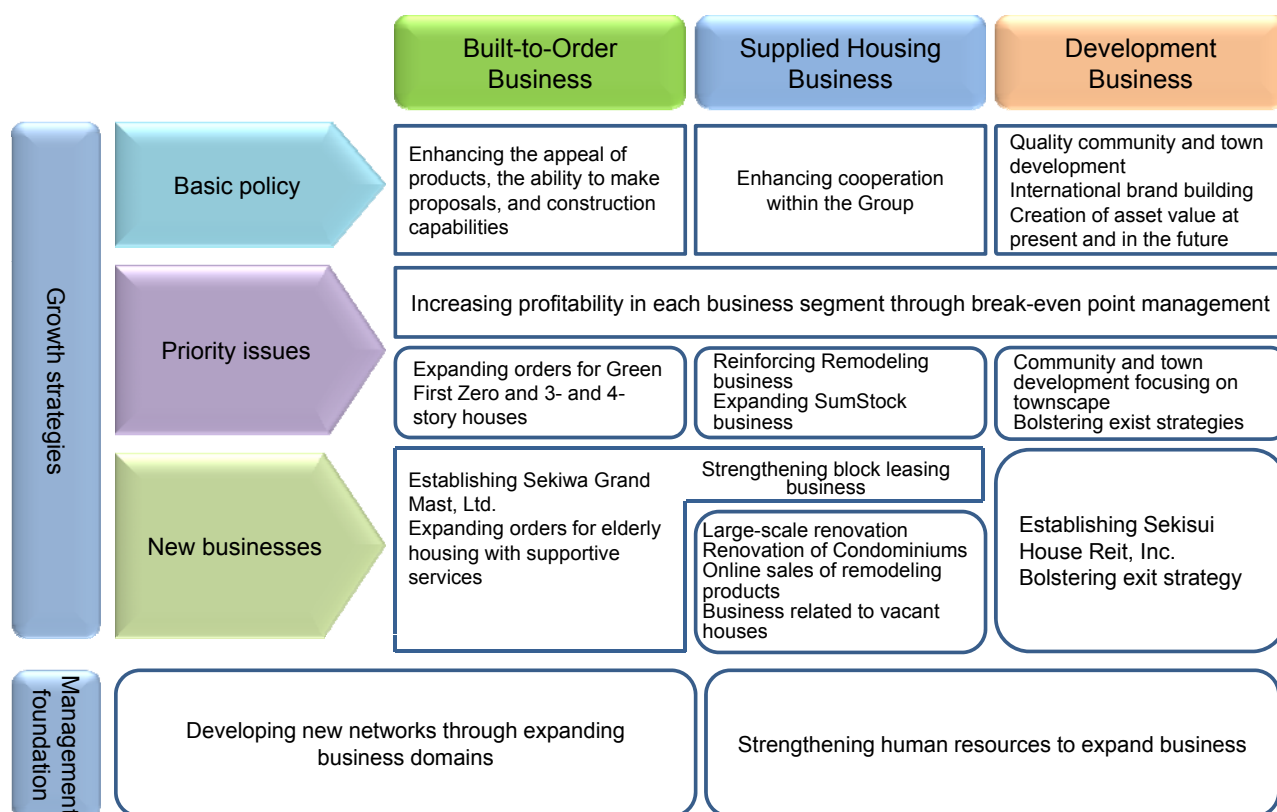 Built-to-Order
Business
Supplied Housing
Business
Development
Business
Growth strategies
Basic policy
Enhancing the appeal of
products, the ability to make
proposals, and construction
capabilities
Enhancing cooperation
within the Group
Quality community and town
development
International brand building
Creation of asset value at
present and in the future
Priority issues
Increasing profitability in each business segment through break-even point management
Expanding orders for Green
First Zero and 3- and 4-
story houses
Reinforcing Remodeling
business
Expanding SumStock
business
Community and town
development focusing on
townscape
Bolstering exist strategies
New businesses
Establishing Sekiwa Grand
Mast, Ltd.
Expanding orders for elderly
housing with supportive
services
Strengthening block leasing
business
Large-scale renovation
Renovation of Condominiums
Online sales of remodeling
products
Business related to vacant
houses
Establishing Sekisui
House Reit, Inc.
Bolstering exit strategy
Management
foundation
Developing new networks through expanding
business domains
Strengthening human resources to expand business